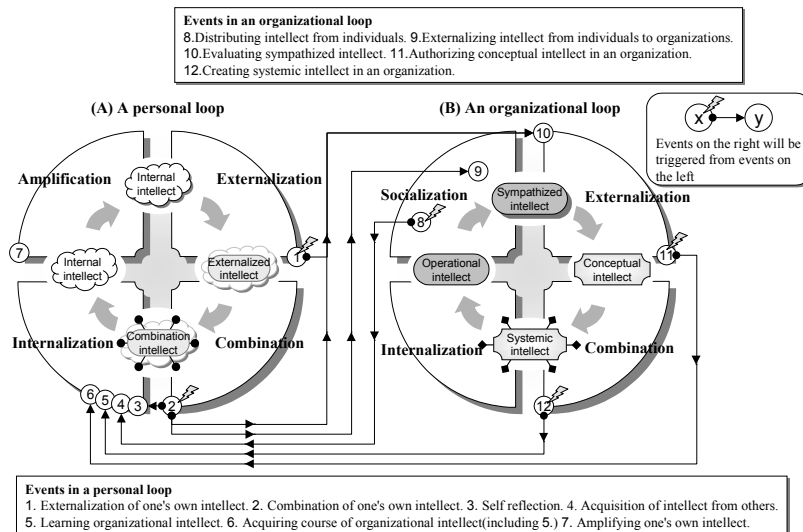 Events in an organizational loop
8.Distributing intellect from individuals. 9.Externalizing intellect from individuals to organizations.
10.Evaluating sympathized intellect. 11.Authorizing conceptual intellect in an organization.
12.Creating systemic intellect in an organization.
(A) A personal loop
(B) An organizational loop
x
y
Events on the right will be
triggered from events on
the left
Amplification
Internal
intellect
Externalization
7
Internal
intellect
Externalized
intellect
1
Internalization
Combination
intellect
Combination
6
5
4
3
2
10
9
Socialization
8
Sympathized
intellect
Externalization
Operational
intellect
Conceptual
intellect
11
Internalization
Systemic
intellect
Combination
12
Events in a personal loop
1. Externalization of one's own intellect. 2. Combination of one's own intellect. 3. Self reflection. 4. Acquisition of intellect from others.
5. Learning organizational intellect. 6. Acquiring course of organizational intellect(including 5.) 7. Amplifying one's own intellect.